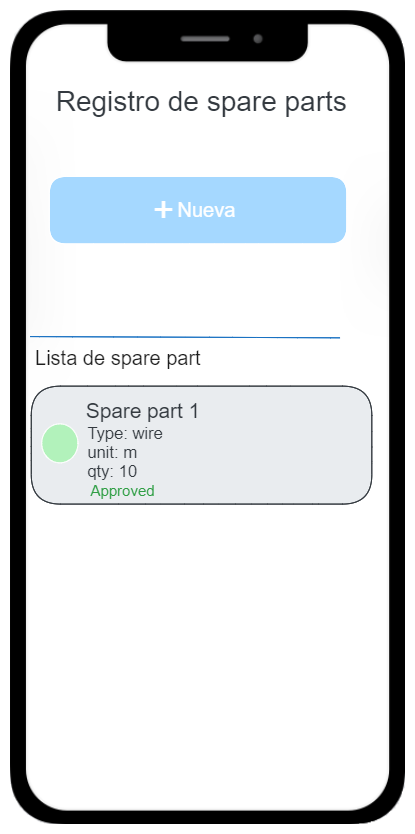 Registro de spare parts
+ Nueva
Lista de spare part
Spare part 1
Type: wire
unit: m
qty: 10
Approved